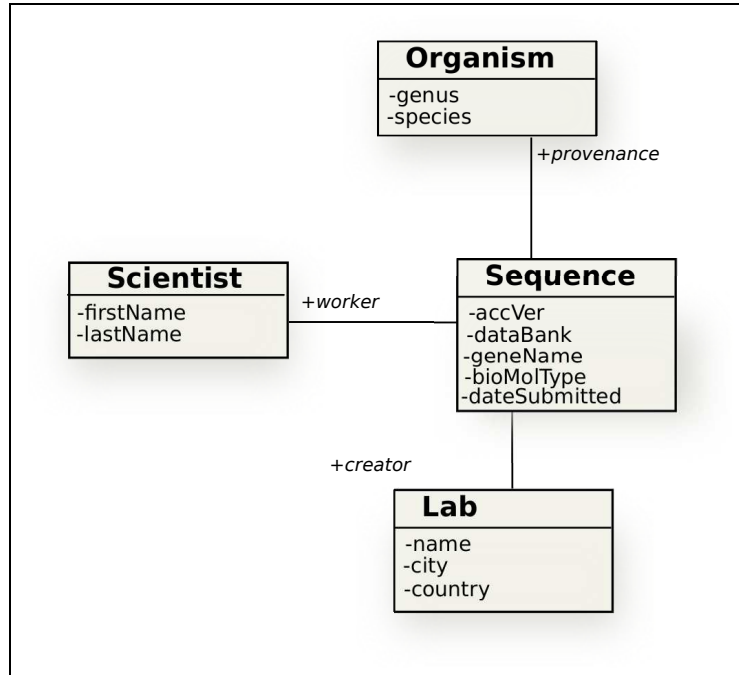 Organism
-genus
-species
+provenance
Scientist
-firstName
-lastName
+worker
Sequence
-accVer
-dataBank
-geneName
-bioMolType
-dateSubmitted
+creator
Lab
-name
-city
-country